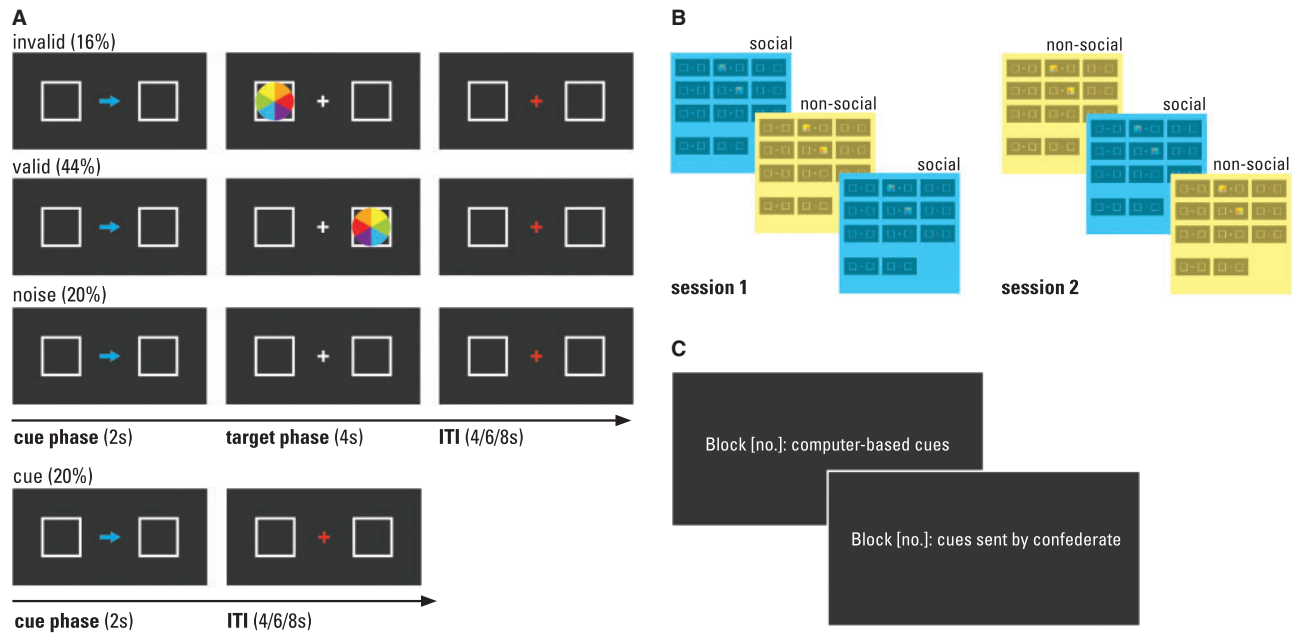 A
invalid (16%)
valid (44%)
noise (20%)
cue phase (2s) target phase (4s) ITI (4/6/8s)
cue (20%)
cue phase (2s) ITI (4/6/8s)
B
social
non-social
social
session 1
non-social
social
non-social
session 2
C
Block [no.]: computer-based cues
Block [no.]: cues sent by confederate